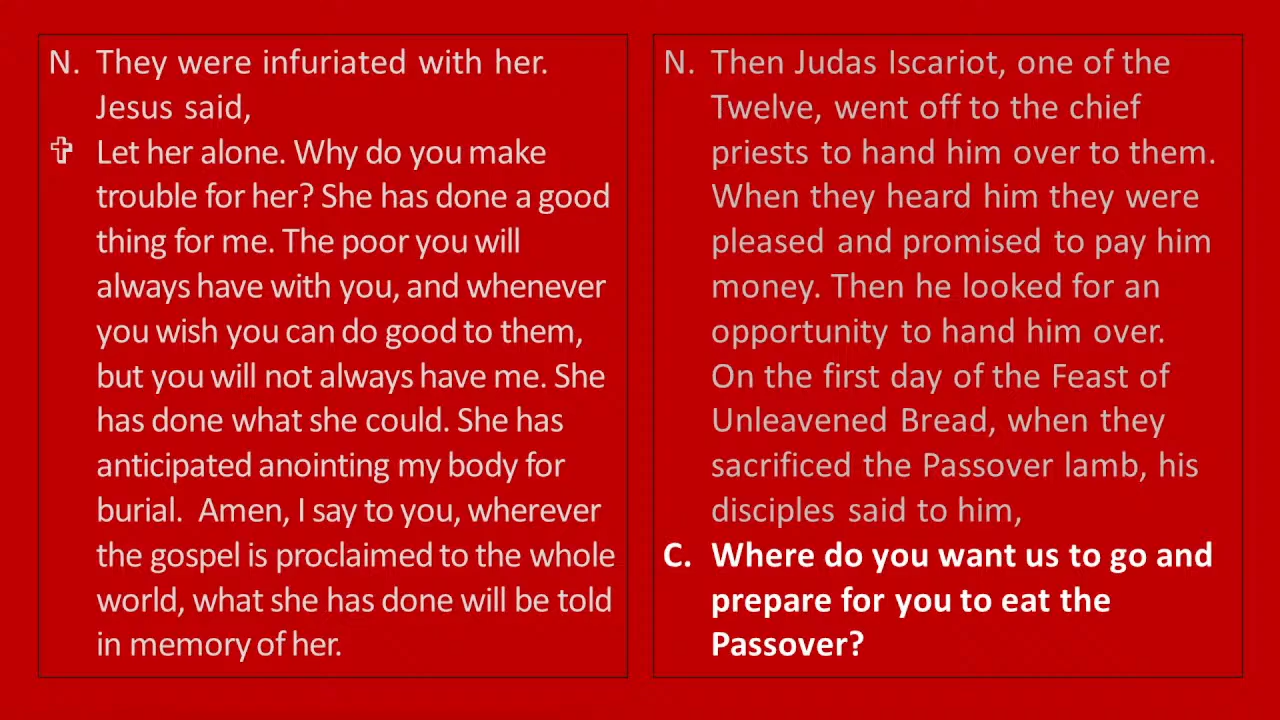 N. They were infuriated with her.
Jesus said,
✞ Let her alone. Why do you make
trouble for her? She has done a good
thing for me. The poor you will
always have with you, and whenever
you wish you can do good to them,
but you will not always have me. She
has done what she could. She has
anticipated anointing my body for
burial.  Amen, I say to you, wherever
the gospel is proclaimed to the whole
world, what she has done will be told
in memory of her.
N. Then Judas Iscariot, one of the
Twelve, went off to the chief
priests to hand him over to them.
When they heard him they were
pleased and promised to pay him
money. Then he looked for an
opportunity to hand him over.
On the first day of the Feast of
Unleavened Bread, when they
sacrificed the Passover lamb, his
disciples said to him,
C. Where do you want us to go and
prepare for you to eat the
Passover?